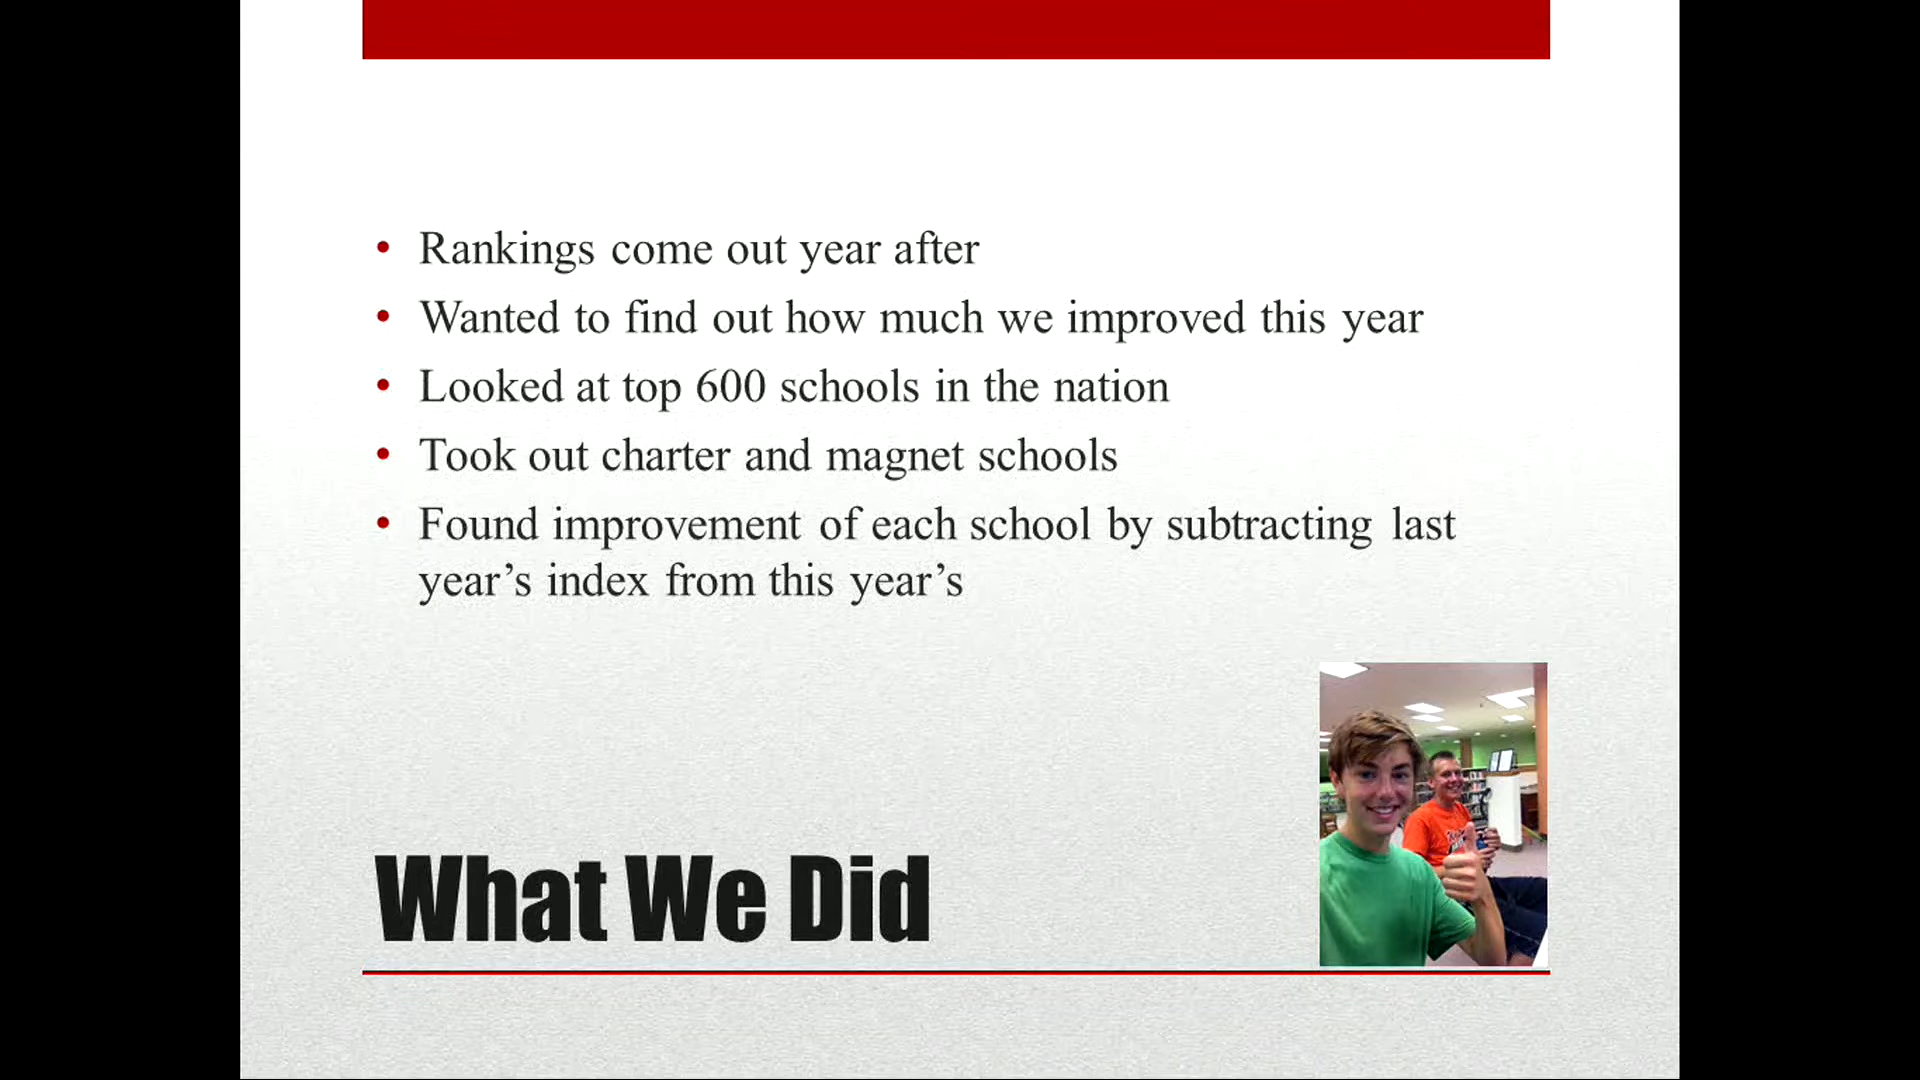 • Rankings come out year after
• Wanted to find out how much we improved this year
• Looked at top 600 schools in the nation
• Took out charter and magnet schools
• Found improvement of each school by subtracting last
year’s index from this year’s
What We Did